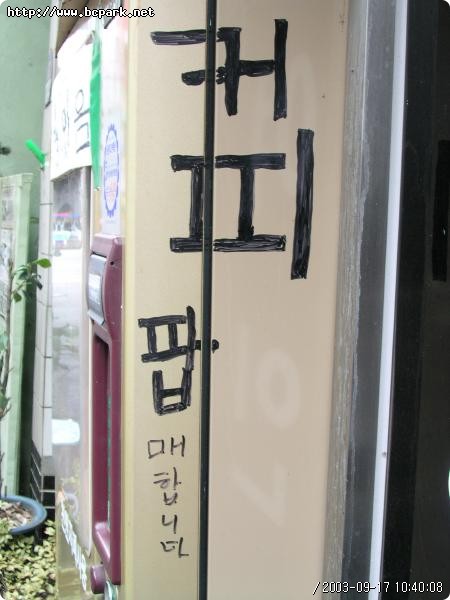 http://www.bcpark.net
커
피
팝
매
합
니
다
/2003-09-17 10:40:08